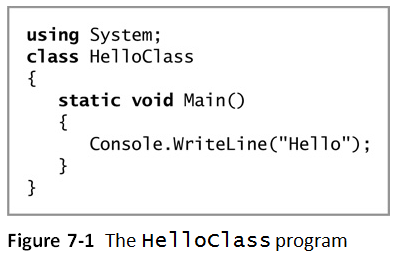 using System;
class HelloClass
{
static void Main()
{
Console.WriteLine("Hello");
}
}
Figure 7-1 The HelloClass program